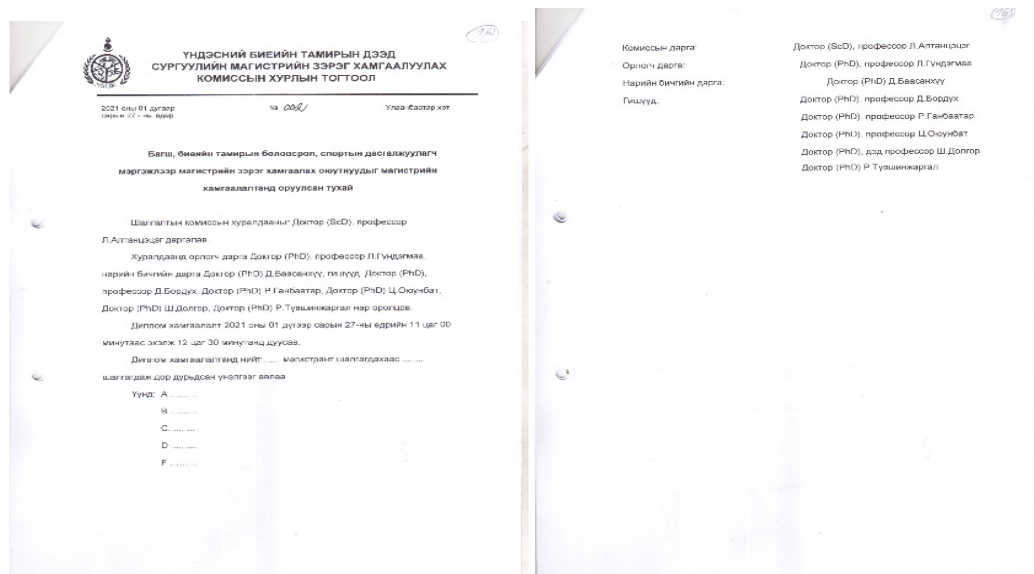 ҮНДЭСНИЙ БИЕИЙН ТАМИРЫН ДЭЭД
СУРГУУЛИЙН МАГИСТРИЙН ЗЭРЭГ ХАМГААЛУУЛАХ
КОМИССЫН ХУРЛЫН ТОГТООЛ
2021 оны 01 дүгээр
сарын 27 - ны өдөр
№
Улаанбаатар хот
Багш, биеийн тамирын боловсрол, спортын дасгалжуулагч
мэргэжлээр магистрийн зэрэг хамгаалах оюутнуудыг магистрийн
хамгаалалтанд оруулсан тухай
Шалгалтын комиссын хуралдааныг Доктор (ScD), профессор
Л.Алтанцэцэг даргалав.
Хуралдаанд орлогч дарга Доктор (PhD), профессор Л.Гүндэгмаа,
нарийн бичгийн дарга Доктор (PhD) Д.Баасанхүү, гишүүд Доктор (PhD),
профессор Д.Бордух, Доктор (PhD) Р.Ганбаатар, Доктор (PhD) Ц.Оюунбат,
Доктор (PhD) Ш.Долгор, Доктор (PhD) Р.Түвшинжаргал нар оролцов.
Диплом хамгаалалт 2021 оны 01 дүгээр сарын 27-ны өдрийн 11 цаг 00
минутаас эхэлж 12 цаг 30 минутанд дуусав.
Диплом хамгаалалтанд нийт ...... магистрант шалгагдахаас ........
шалгагдаж дор дурьдсан үнэлгээг авлаа
Үүнд: A ..........
B ..........
C..........
D ..........
F ..........
Комиссын дарга: Доктор (ScD), профессор Л.Алтанцэцэг
Орлогч дарга: Доктор (PhD), профессор Л.Гүндэгмаа
Нарийн бичгийн дарга: Доктор (PhD) Д.Баасанхүү
Гишүүд: Доктор (PhD), профессор Д.Бордух
Доктор (PhD), профессор Р.Ганбаатар
Доктор (PhD), профессор Ц.Оюунбат
Доктор (PhD), дэд профессор Ш.Долгор
Доктор (PhD) Р.Түвшинжаргал